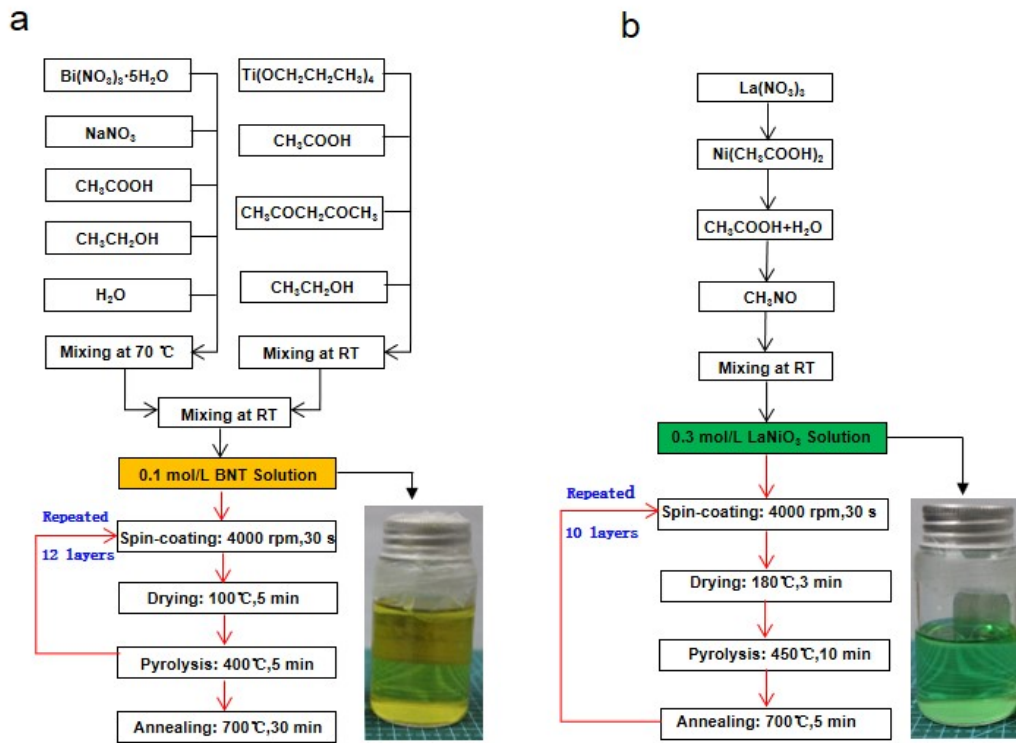 a
Bi(NO₃)₃·5H₂O
NaNO₃
CH₃COOH
CH₃CH₂OH
H₂O
Mixing at 70 ℃
Ti(OCH₂CH₂CH₃)₄
CH₃COOH
CH₃COCH₂COCH₃
CH₃CH₂OH
Mixing at RT
Mixing at RT
0.1 mol/L BNT Solution
Repeated
12 layers
Spin-coating: 4000 rpm,30 s
Drying: 100℃,5 min
Pyrolysis: 400℃,5 min
Annealing: 700℃,30 min
b
La(NO₃)₃
Ni(CH₃COOH)₂
CH₃COOH+H₂O
CH₃NO
Mixing at RT
0.3 mol/L LaNiO₃ Solution
Repeated
10 layers
Spin-coating: 4000 rpm,30 s
Drying: 180℃,3 min
Pyrolysis: 450℃,10 min
Annealing: 700℃,5 min